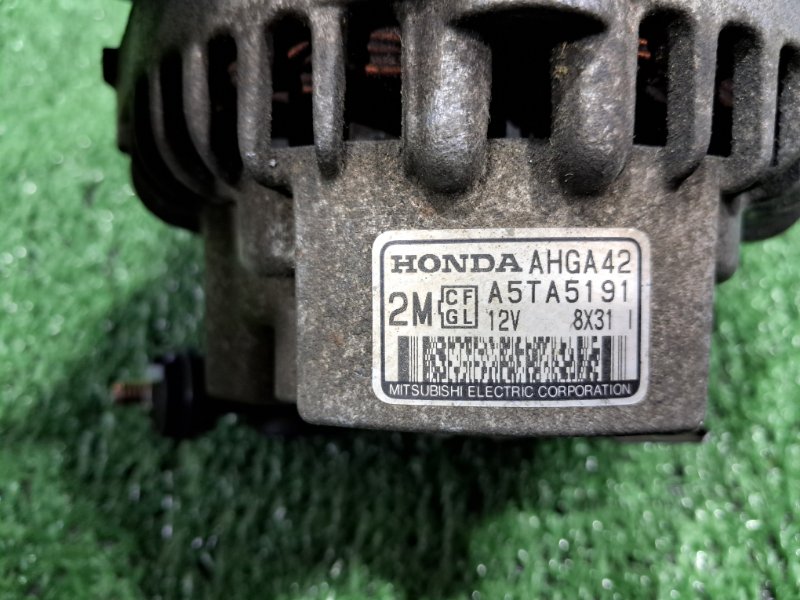 HONDA AHGA42
2M CF GL A5TA5191
12V 8X31 I
MITSUBISHI ELECTRIC CORPORATION